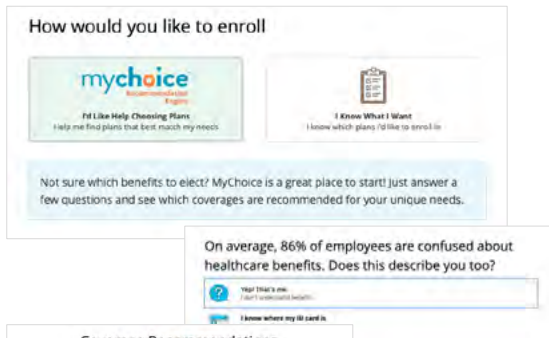 How would you like to enroll
mychoice
Recommendation
Engine
I'd Like Help Choosing Plans
Help me find plans that best match my needs
I Know What I Want
I know which plans I'd like to enroll in
Not sure which benefits to elect? MyChoice is a great place to start! Just answer a
few questions and see which coverages are recommended for your unique needs.
On average, 86% of employees are confused about
healthcare benefits. Does this describe you too?
Yep! That's me.
I don't understand benefits.
I know where my ID card is